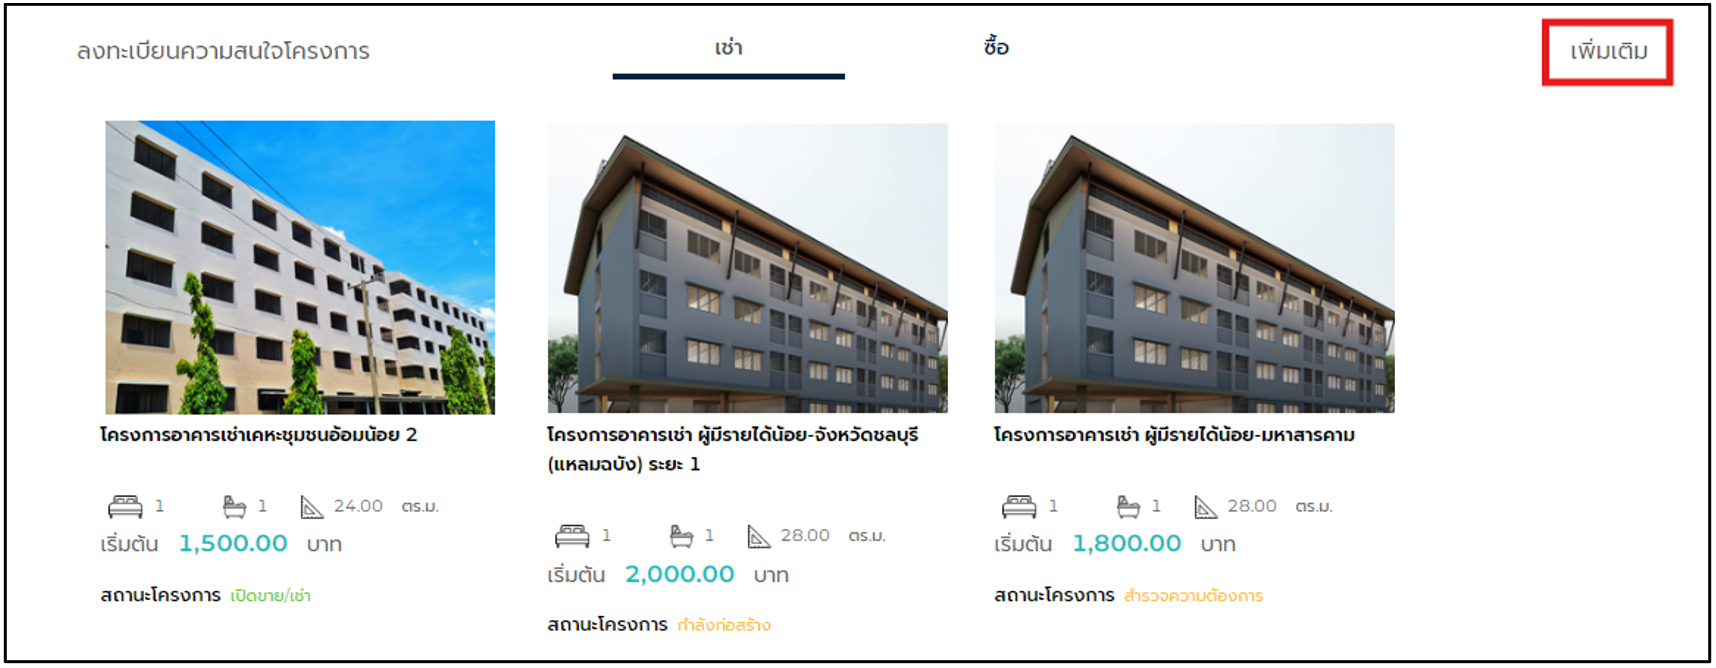 ลงทะเบียนความสนใจโครงการ
เช่า
ซื้อ
เพิ่มเติม
โครงการอาคารเช่าเคหะชุมชนอ้อมน้อย 2
1 1 24.00 ตร.ม.
เริ่มต้น 1,500.00 บาท
สถานะโครงการ เปิดขาย/เช่า
โครงการอาคารเช่า ผู้มีรายได้น้อย-จังหวัดชลบุรี
(แหลมฉบัง) ระยะ 1
1 1 28.00 ตร.ม.
เริ่มต้น 2,000.00 บาท
สถานะโครงการ กำลังก่อสร้าง
โครงการอาคารเช่า ผู้มีรายได้น้อย-มหาสารคาม
1 1 28.00 ตร.ม.
เริ่มต้น 1,800.00 บาท
สถานะโครงการ สำรวจความต้องการ